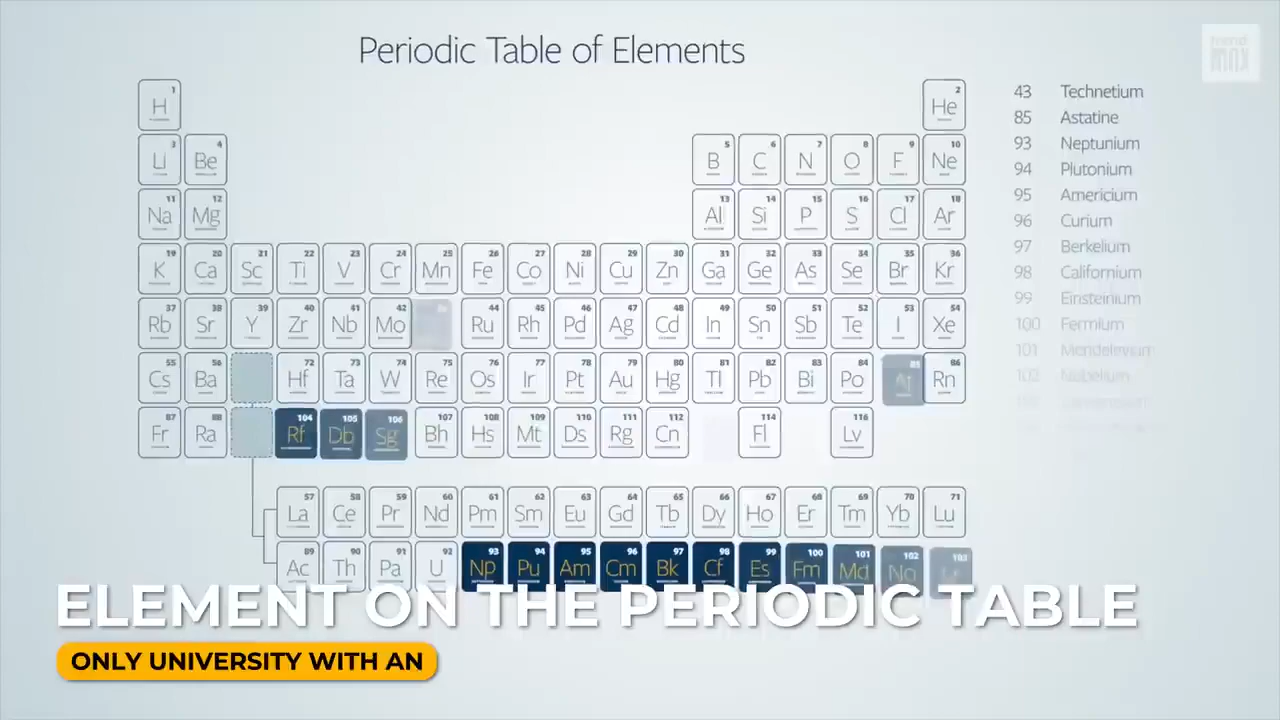 Periodic Table of Elements
1 2
H He
3 4 5 6 7 8 9 10
Li Be B C N O F Ne
11 12 13 14 15 16 17 18
Na Mg Al Si P S Cl Ar
19 20 21 22 23 24 25 26 27 28 29 30 31 32 33 34 35 36
K Ca Sc Ti V Cr Mn Fe Co Ni Cu Zn Ga Ge As Se Br Kr
37 38 39 40 41 42 44 45 46 47 48 49 50 51 52 53 54
Rb Sr Y Zr Nb Mo Ru Rh Pd Ag Cd In Sn Sb Te I Xe
55 56 72 73 74 75 76 77 78 79 80 81 82 83 84 85 86
Cs Ba Hf Ta W Re Os Ir Pt Au Hg Tl Pb Bi Po At Rn
87 88 104 105 106 107 108 109 110 111 112 114 116
Fr Ra Rf Db Sg Bh Hs Mt Ds Rg Cn Fl Lv
57 58 59 60 61 62 63 64 65 66 67 68 69 70 71
La Ce Pr Nd Pm Sm Eu Gd Tb Dy Ho Er Tm Yb Lu
89 90 91 92 93 94 95 96 97 98 99 100 101 102 103
Ac Th Pa U Np Pu Am Cm Bk Cf Es Fm Md No Lr
43 Technetium
85 Astatine
93 Neptunium
94 Plutonium
95 Americium
96 Curium
97 Berkelium
98 Californium
99 Einsteinium
100 Fermium
101 Mendelevium
102 Nobelium
ELEMENT ON THE PERIODIC TABLE
ONLY UNIVERSITY WITH AN